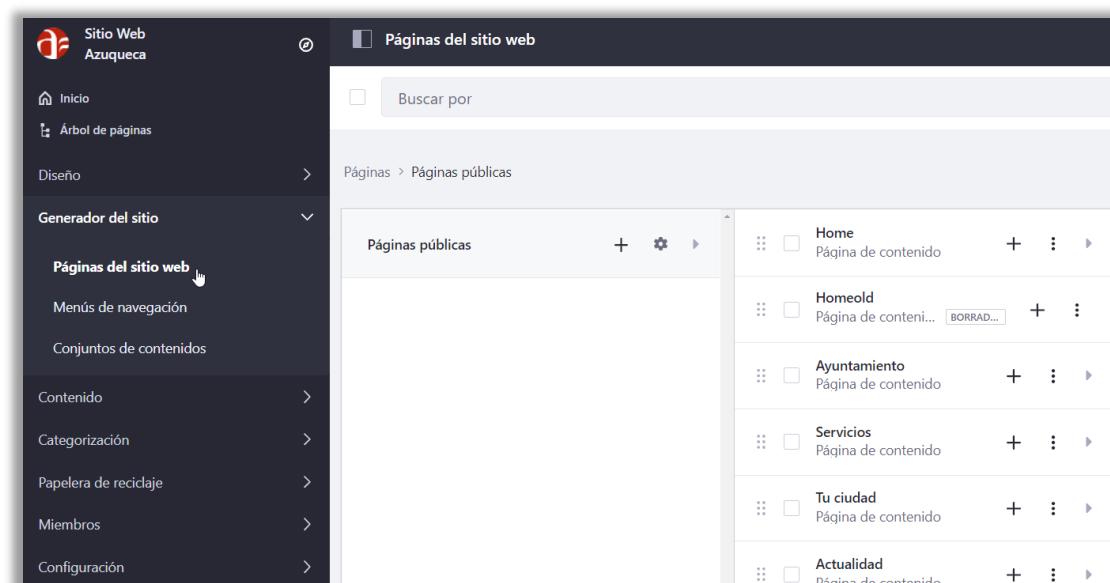 Sitio Web
Azuqueca
Inicio
Árbol de páginas
Diseño
Generador del sitio
Páginas del sitio web
Menús de navegación
Conjuntos de contenidos
Contenido
Categorización
Papelera de reciclaje
Miembros
Configuración
Páginas del sitio web
Buscar por
Páginas > Páginas públicas
Páginas públicas
Home
Página de contenido
Homeold
Página de conteni... BORRAD...
Ayuntamiento
Página de contenido
Servicios
Página de contenido
Tu ciudad
Página de contenido
Actualidad
Página de contenido